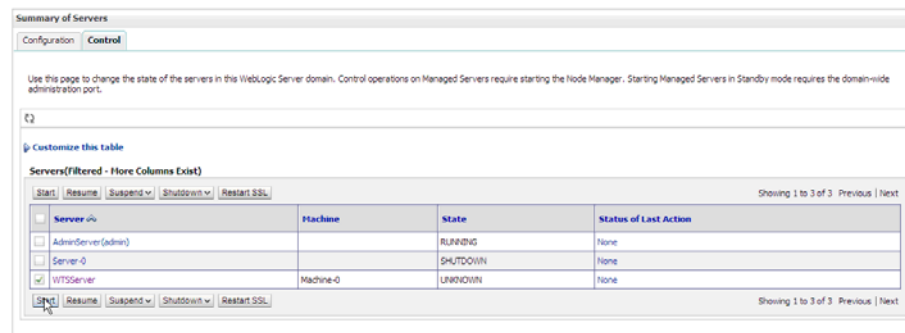 Summary of Servers
Configuration Control
Use this page to change the state of the servers in this WebLogic Server domain. Control operations on Managed Servers require starting the Node Manager. Starting Managed Servers in Standby mode requires the domain-wide
administration port.
Customize this table
Servers(Filtered - More Columns Exist)
Start Resume Suspend Shutdown Restart SSL Showing 1 to 3 of 3 Previous | Next
Server Machine State Status of Last Action
AdminServer(admin) RUNNING None
Server-0 SHUTDOWN None
WTSServer Machine-0 UNKNOWN None
Start Resume Suspend Shutdown Restart SSL Showing 1 to 3 of 3 Previous | Next